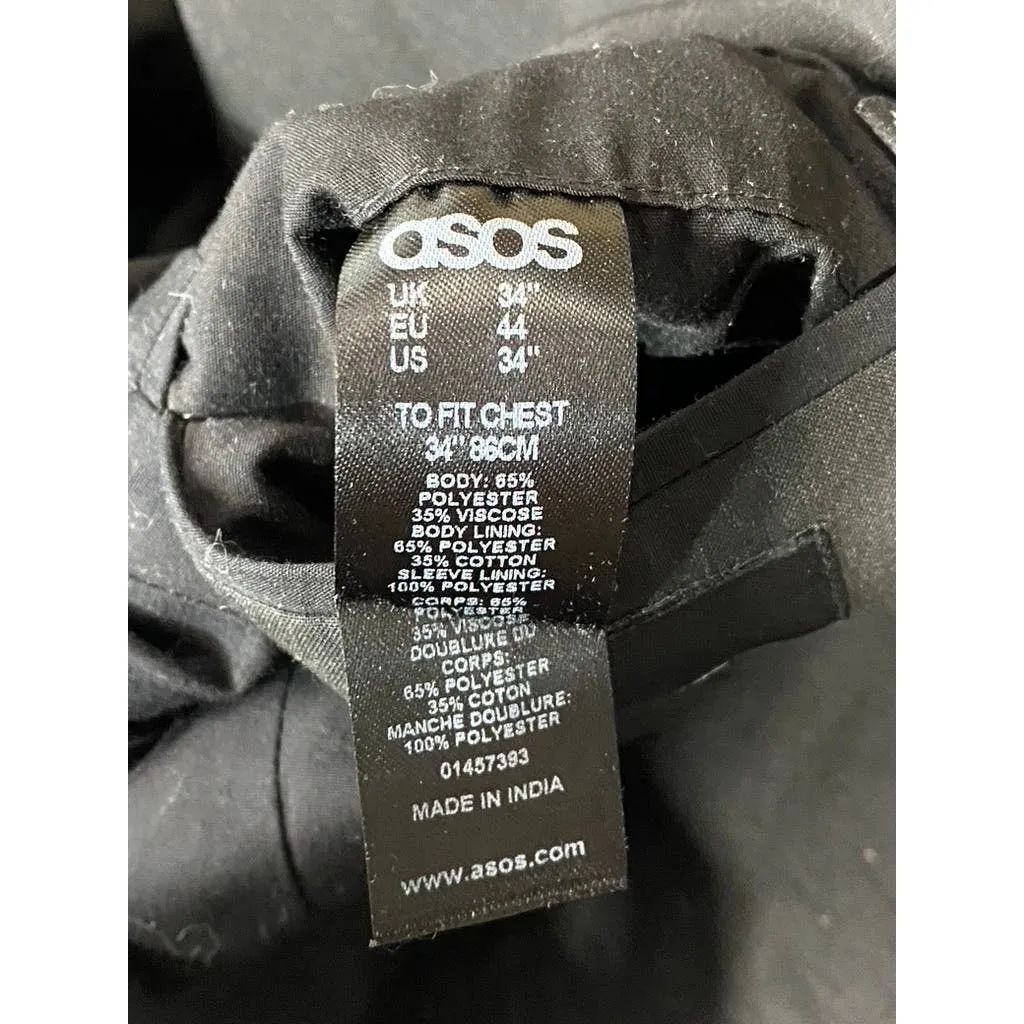 asos
UK 34"
EU 44
US 34"
TO FIT CHEST
34" 86CM
BODY: 65%
POLYESTER
35% VISCOSE
BODY LINING:
65% POLYESTER
35% COTTON
SLEEVE LINING:
100% POLYESTER
CORPS: 65%
POLYESTER
35% VISCOSE
DOUBLURE DU
CORPS:
65% POLYESTER
35% COTON
MANCHE DOUBLURE:
100% POLYESTER
01457393
MADE IN INDIA
www.asos.com